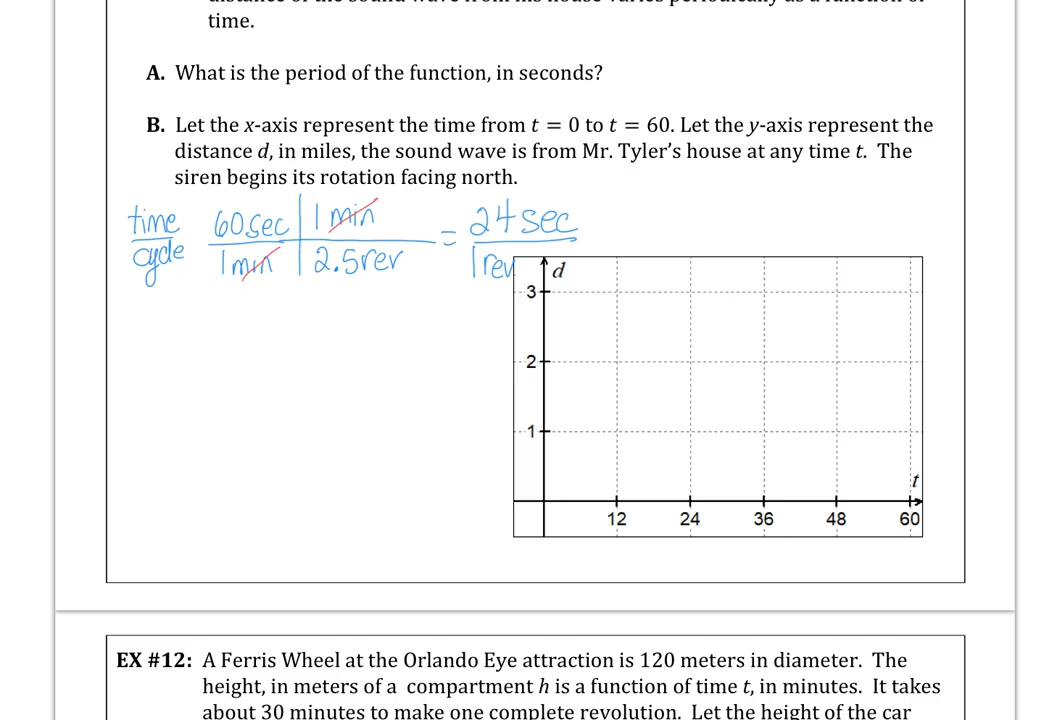 time.
A. What is the period of the function, in seconds?
B. Let the x-axis represent the time from t = 0 to t = 60. Let the y-axis represent the
distance d, in miles, the sound wave is from Mr. Tyler's house at any time t. The
siren begins its rotation facing north.
time 60sec 1 min = 24 sec
cycle 1min 2.5rev 1rev
d
3
2
1
t
12 24 36 48 60
EX #12: A Ferris Wheel at the Orlando Eye attraction is 120 meters in diameter. The
height, in meters of a compartment h is a function of time t, in minutes. It takes
about 30 minutes to make one complete revolution. Let the height of the car